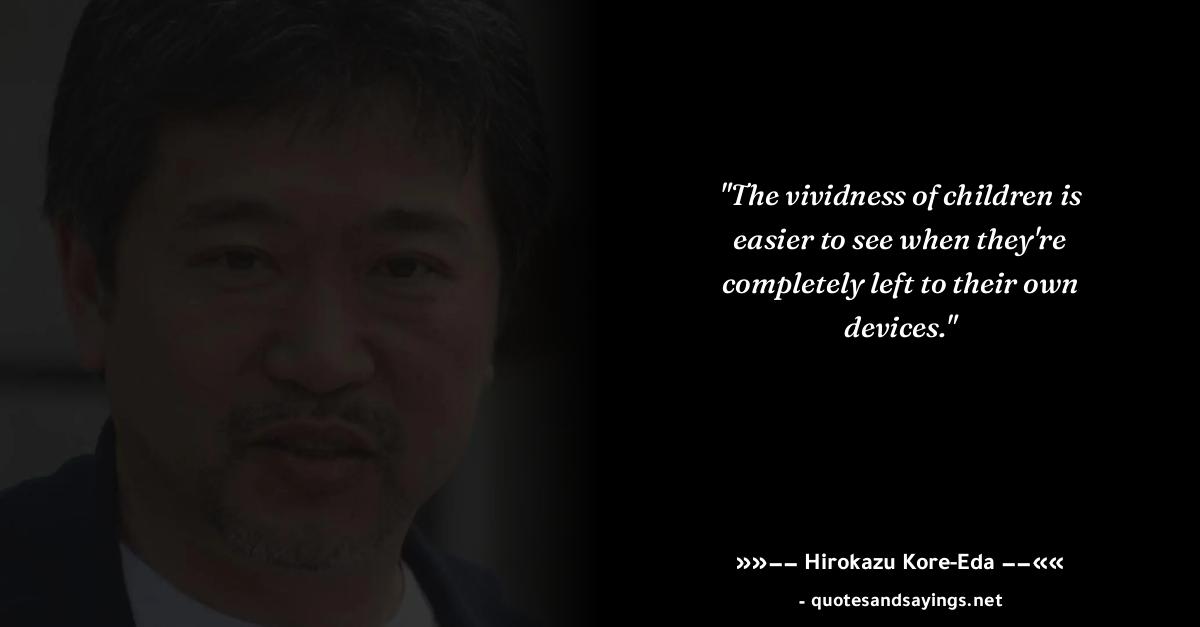 "The vividness of children is
easier to see when they're
completely left to their own
devices."
»»−− Hirokazu Kore-Eda −−««
- quotesandsayings.net